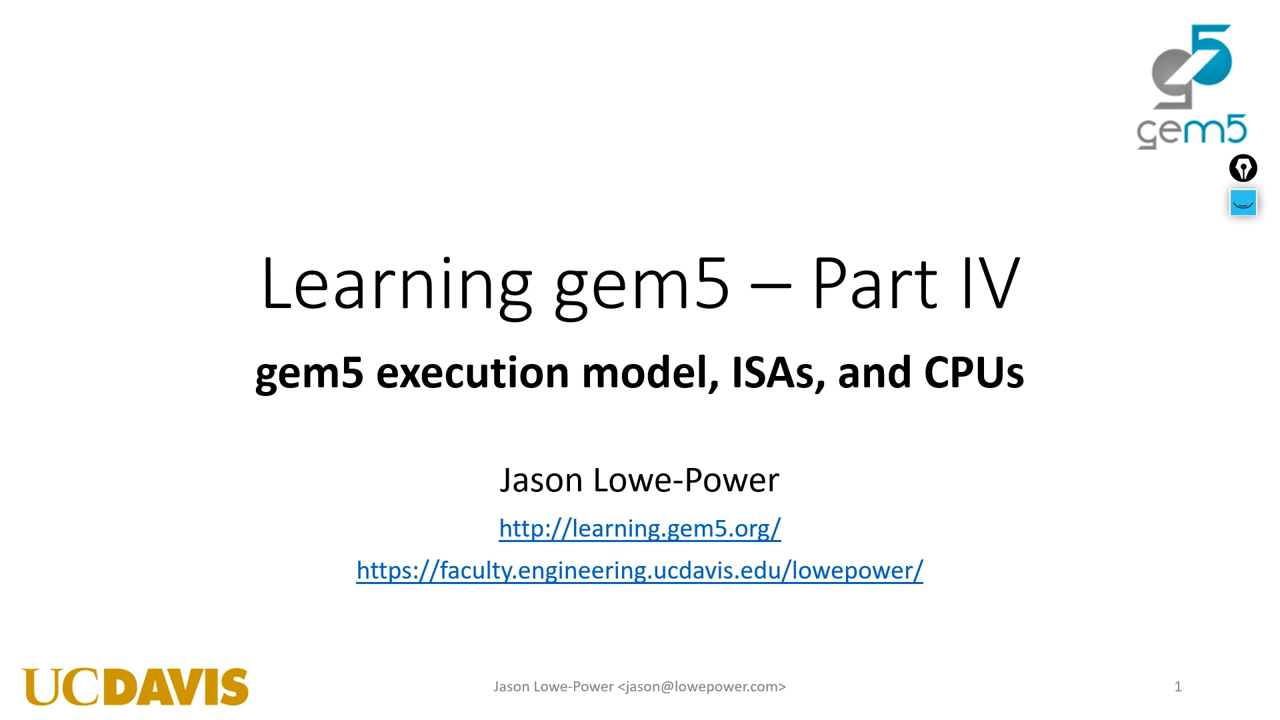 gem5
Learning gem5 – Part IV
gem5 execution model, ISAs, and CPUs
Jason Lowe-Power
http://learning.gem5.org/
https://faculty.engineering.ucdavis.edu/lowepower/
UCDAVIS
Jason Lowe-Power <jason@lowepower.com>
1